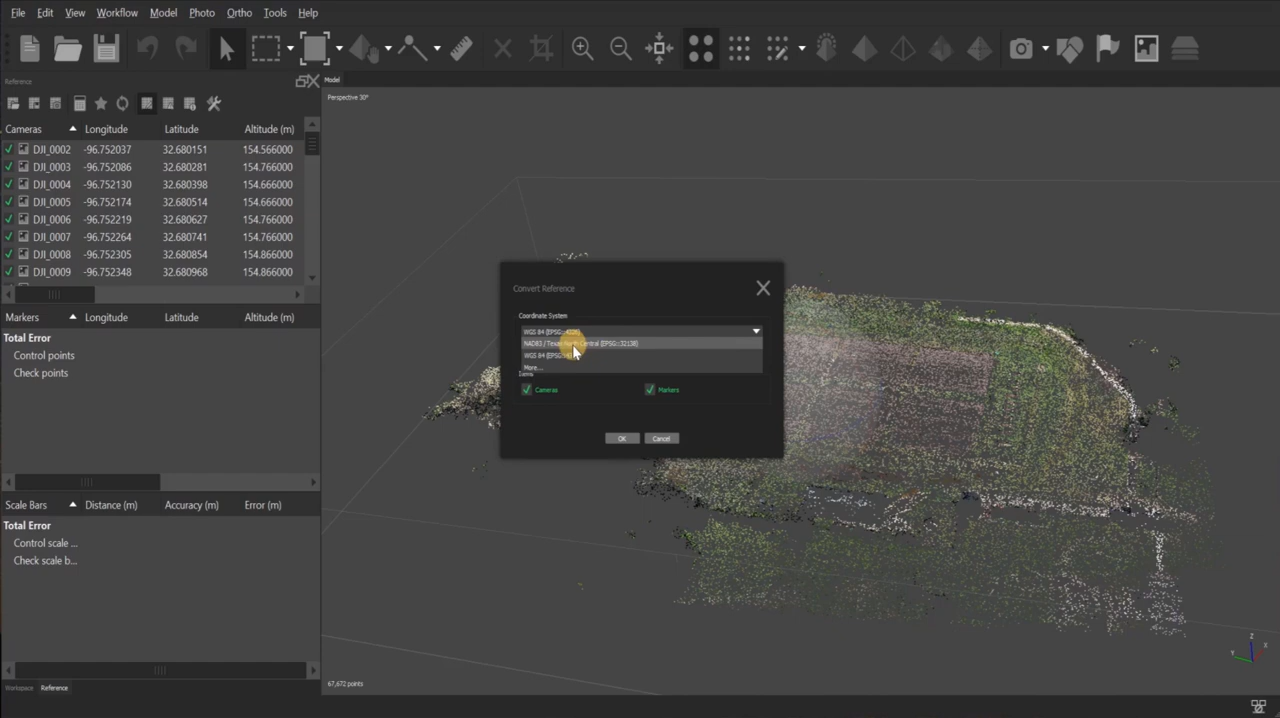 File Edit View Workflow Model Photo Ortho Tools Help
Reference
Model
Perspective 30°
Cameras Longitude Latitude Altitude (m)
DJI_0002 -96.752037 32.680151 154.566000
DJI_0003 -96.752086 32.680281 154.666000
DJI_0004 -96.752130 32.680398 154.666000
DJI_0005 -96.752174 32.680514 154.766000
DJI_0006 -96.752219 32.680627 154.766000
DJI_0007 -96.752264 32.680741 154.766000
DJI_0008 -96.752305 32.680854 154.866000
DJI_0009 -96.752348 32.680968 154.866000
Markers Longitude Latitude
Total Error
Control points
Check points
Scale Bars Distance (m) Accuracy (m) Error (m)
Total Error
Control scale ...
Check scale b...
Workspace Reference
Convert Reference
Coordinate System
WGS 84
NAD83 / Texas North Central (EPSG::32138)
WGS 84
More...
Items
Cameras Markers
OK Cancel
67,672 points
Z
X
Y